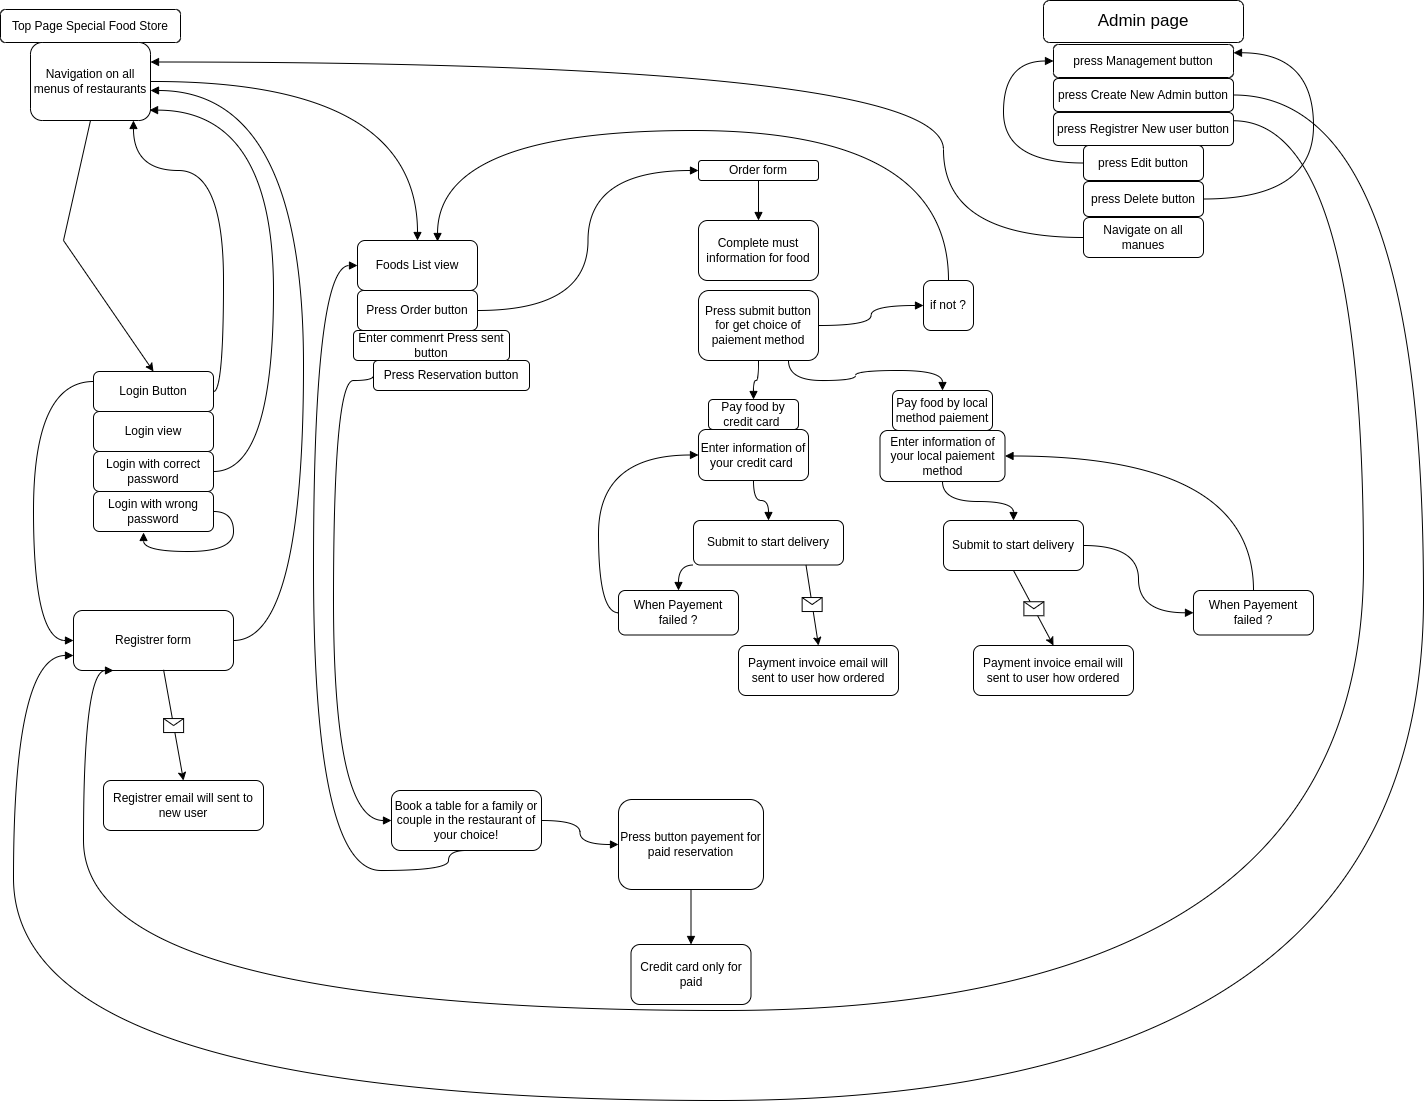 Top Page Special Food Store
Navigation on all
menus of restaurants
Admin page
press Management button
press Create New Admin button
press Registrer New user button
press Edit button
press Delete button
Navigate on all
manues
Order form
Complete must
information for food
Foods List view
Press Order button
Enter commenrt Press sent
button
Press Reservation button
Press submit button
for get choice of
paiement method
if not ?
Login Button
Login view
Login with correct
password
Login with wrong
password
Pay food by
credit card
Enter information of
your credit card
Pay food by local
method paiement
Enter information of
your local paiement
method
Submit to start delivery
Submit to start delivery
When Payement
failed ?
When Payement
failed ?
Payment invoice email will
sent to user how ordered
Payment invoice email will
sent to user how ordered
Registrer form
Registrer email will sent to
new user
Book a table for a family or
couple in the restaurant of
your choice!
Press button payement for
paid reservation
Credit card only for
paid